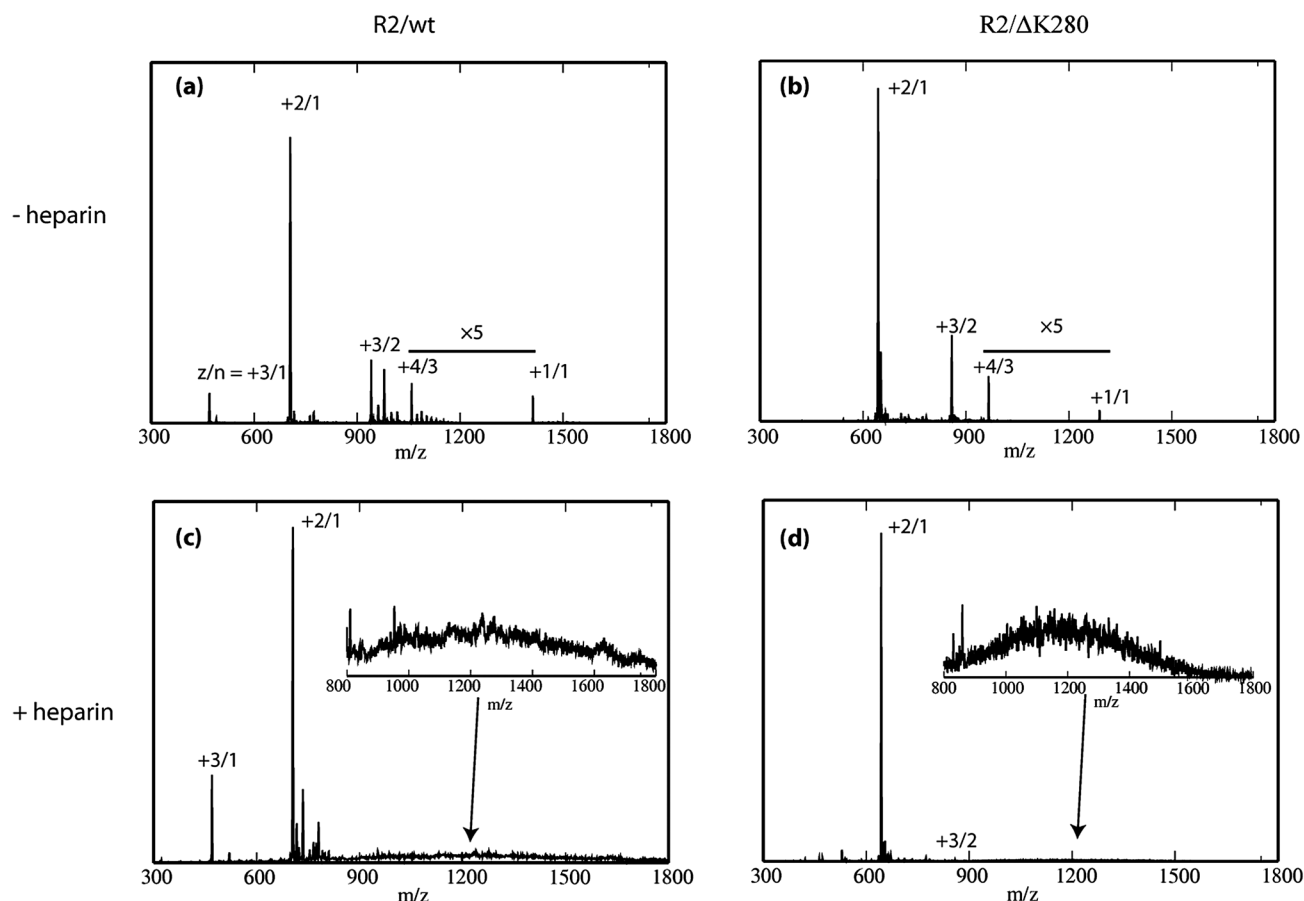 R2/wt R2/ΔK280
- heparin
(a)
+2/1
z/n = +3/1
+3/2
+4/3
×5
+1/1
300 600 900 1200 1500 1800
m/z
(b)
+2/1
+3/2
+4/3
×5
+1/1
300 600 900 1200 1500 1800
m/z
+ heparin
(c)
+2/1
+3/1
800 1000 1200 1400 1600 1800
m/z
300 600 900 1200 1500 1800
m/z
(d)
+2/1
+3/2
800 1000 1200 1400 1600 1800
m/z
300 600 900 1200 1500 1800
m/z